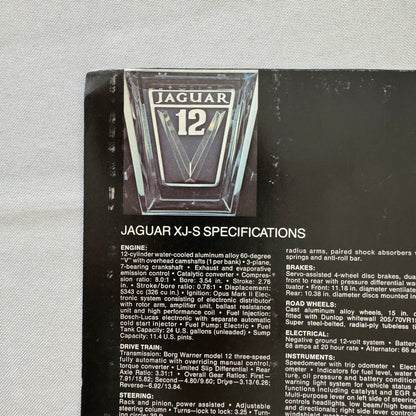 JAGUAR
12
JAGUAR XJ-S SPECIFICATIONS
ENGINE:
12-cylinder water-cooled aluminum alloy 60-degree
"V" with overhead camshafts (1 per bank) • 3-plane,
7-bearing crankshaft • Exhaust and evaporative
emission control • Catalytic converter • Compres-
sion ratio: 8.0:1 • Bore: 3.54 in. • Stroke: 2.76
in. • Stroke/bore ratio: 0.78:1 • Displacement:
5343 cc (326 cu in.) • Ignition: Opus Mark II Elec-
tronic system consisting of electronic distributor
with rotor arm, amplifier unit, ballast resistance
unit and high performance coil • Fuel Injection:
Bosch-Lucas electronic with separate automatic
cold start injector • Fuel Pump: Electric • Fuel
Tank Capacity: 24 U.S. gallons (unleaded) • Sump
Capacity: 11.4 U.S. pints.
DRIVE TRAIN:
Transmission: Borg Warner model 12 three-speed
fully automatic with overriding manual control;
torque converter • Limited Slip Differential • Rear
Axle Ratio: 3.31:1 • Overall Gear Ratios: First—
7.91/15.82; Second—4.80/9.60; Drive—3.13/6.26;
Reverse—6.92/13.84.
STEERING:
Rack and pinion, power assisted • Adjustable
steering column • Turns—lock to lock: 3.25 • Turn-
radius arms, paired shock absorbers
springs and anti-roll bar.
BRAKES:
Servo-assisted 4-wheel disc brakes, dual
front to rear with pressure differential war
tor • Front: 11.18 in. diameter ventilate
Rear: 10.38 in. diameter discs mounted in
ROAD WHEELS:
Cast aluminum alloy wheels, 15 in. d
fitted with Dunlop whitewall 205/70VR15
Super steel-belted, radial-ply tubeless t
ELECTRICAL:
Negative ground 12-volt system • Battery
68 amps at 20 hour rate • Alternator: 66 a
INSTRUMENTS:
Speedometer with trip odometer • Electr
meter • Indicators for fuel level, water t
ture, oil pressure and battery condition
warning light system for vehicle status
functions including catalyst and EGR
Multi-purpose lever on left side of steering
controls headlights, low beam/high beam
and directionals; right side lever controls